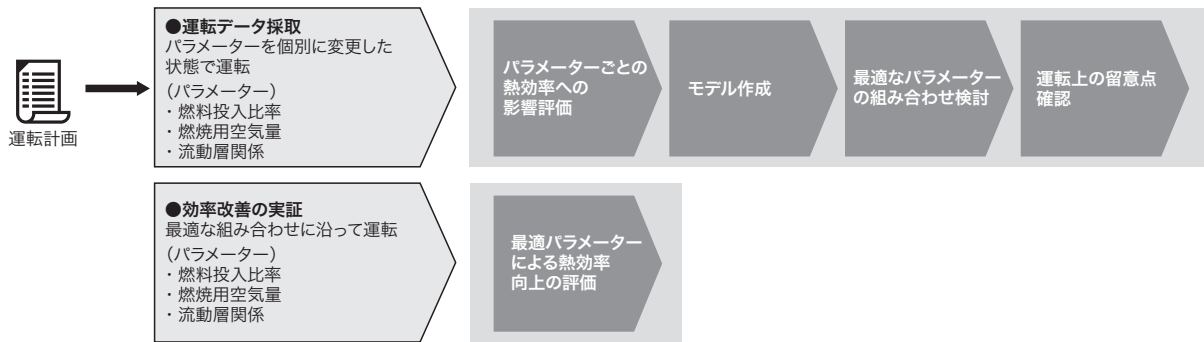 運転計画
●運転データ採取
パラメーターを個別に変更した
状態で運転
(パラメーター)
・燃料投入比率
・燃焼用空気量
・流動層関係
パラメーターごとの
熱効率への
影響評価
モデル作成
最適なパラメーター
の組み合わせ検討
運転上の留意点
確認
●効率改善の実証
最適な組み合わせに沿って運転
(パラメーター)
・燃料投入比率
・燃焼用空気量
・流動層関係
最適パラメーター
による熱効率
向上の評価